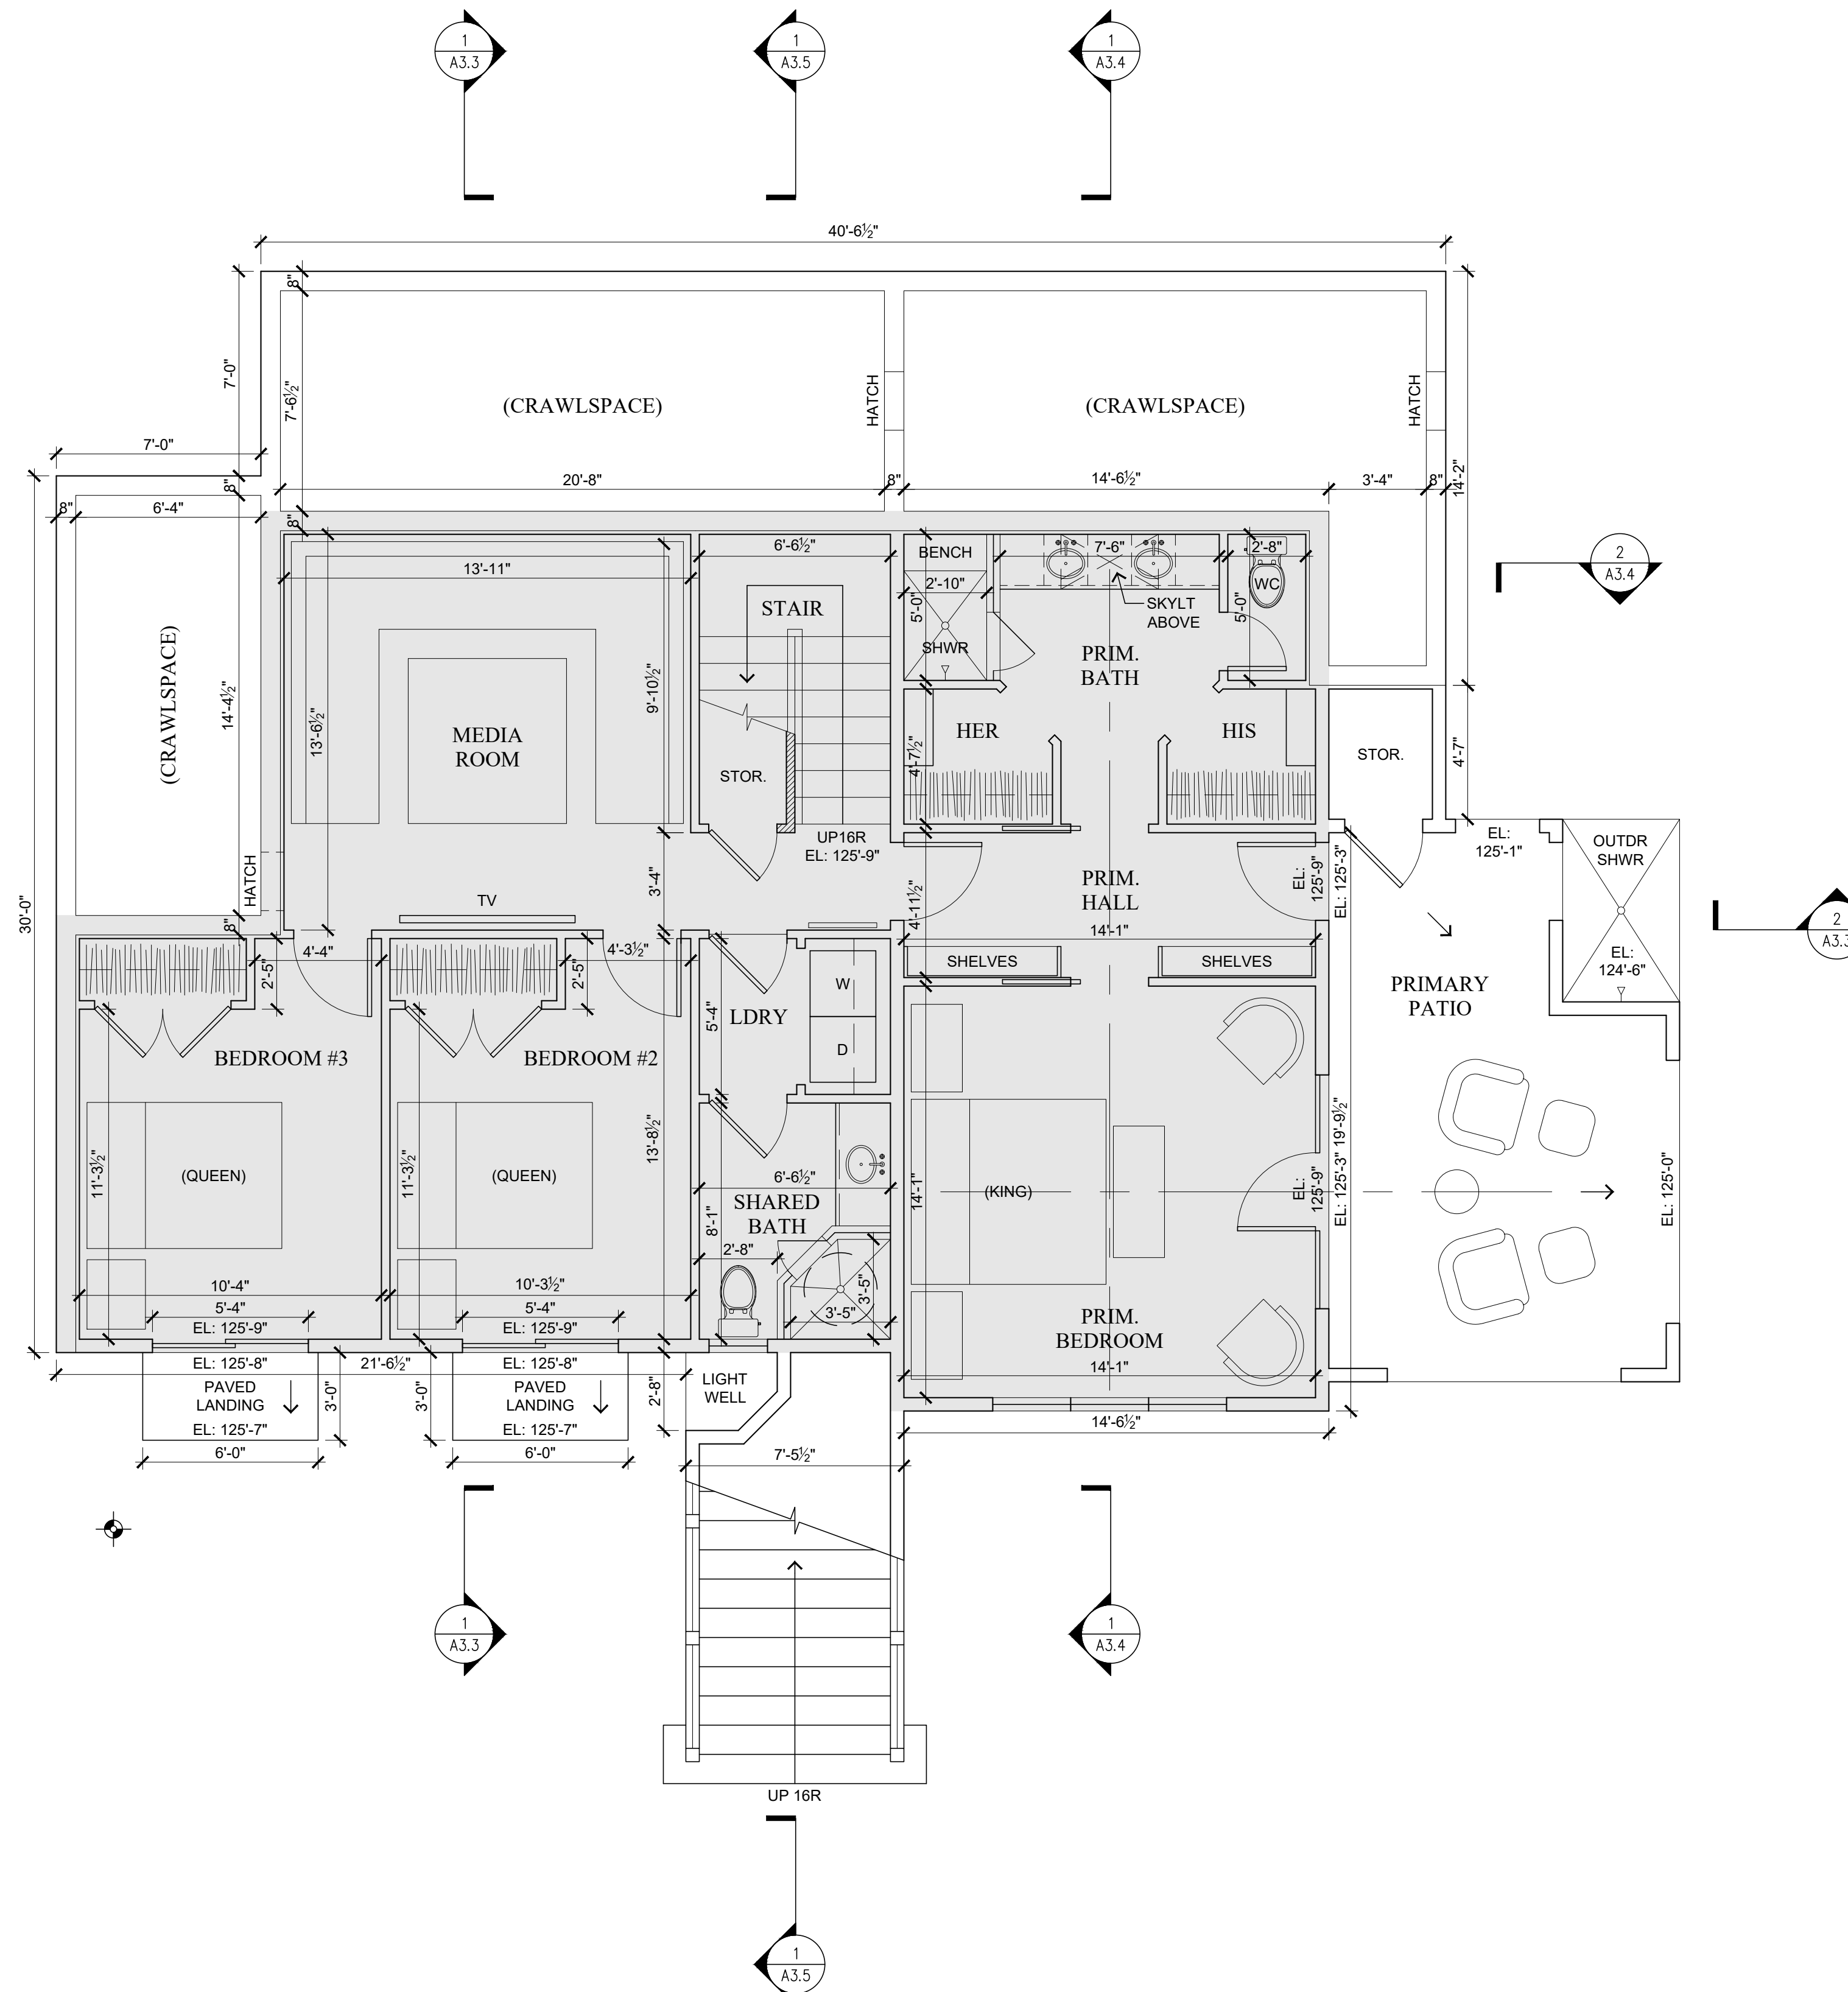 1
A3.3
1
A3.5
1
A3.4
40'-6½"
8"
7'-0"
7'-6½"
(CRAWLSPACE)
HATCH
(CRAWLSPACE)
HATCH
7'-0"
20'-8"
8"
14'-6½"
3'-4"
8"
14'-2"
8"
8"
6'-4"
8"
2
A3.4
6'-6½"
13'-11"
BENCH
2'-10"
5'-0"
SHWR
7'-6"
SKYLT
ABOVE
2'-8"
WC
5'-0"
STAIR
(CRAWLSPACE)
14'-4½"
13'-6½"
9'-10½"
MEDIA
ROOM
PRIM.
BATH
HER
HIS
4'-7½"
STOR.
STOR.
4'-7"
UP16R
EL: 125'-9"
HATCH
TV
3'-4"
PRIM.
HALL
4'-11½"
EL:
125'-9"
EL: 125'-3"
EL:
125'-1"
OUTDR
SHWR
EL:
124'-6"
2
A3.3
30'-0"
8"
4'-4"
2'-5"
4'-3½"
2'-5"
14'-1"
SHELVES
SHELVES
W
D
LDRY
5'-4"
PRIMARY
PATIO
BEDROOM #3
BEDROOM #2
11'-3½"
(QUEEN)
11'-3½"
(QUEEN)
13'-8½"
6'-6½"
SHARED
BATH
8'-1"
2'-8"
3'-5"
3'-5"
14'-1"
(KING)
EL:
125'-9"
EL: 125'-3"
19'-9½"
EL: 125'-0"
10'-4"
5'-4"
EL: 125'-9"
10'-3½"
5'-4"
EL: 125'-9"
PRIM.
BEDROOM
14'-1"
EL: 125'-8"
21'-6½"
EL: 125'-8"
PAVED
LANDING
3'-0"
3'-0"
PAVED
LANDING
2'-8"
LIGHT
WELL
EL: 125'-7"
EL: 125'-7"
6'-0"
6'-0"
7'-5½"
14'-6½"
1
A3.3
1
A3.4
UP 16R
1
A3.5